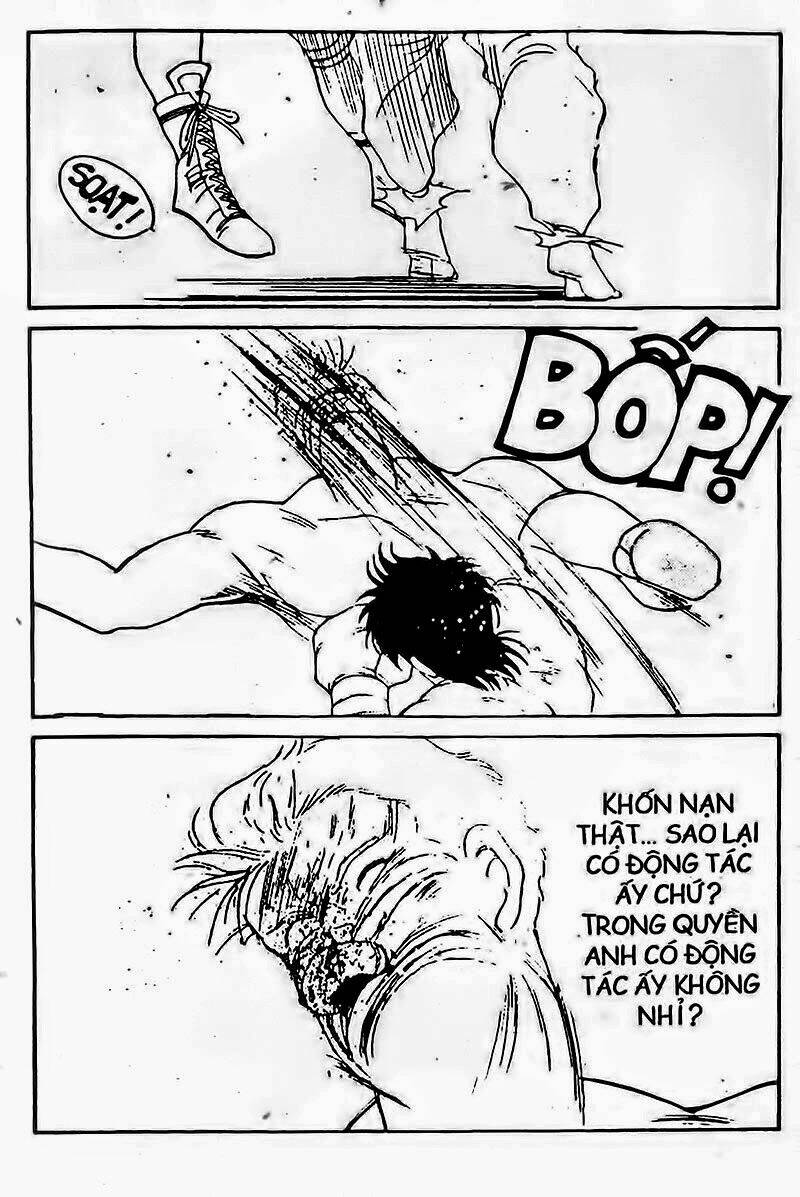 SOẠT!
BỐP!
KHỐN NẠN
THẬT... SAO LẠI
CÓ ĐỘNG TÁC
ẤY CHỨ?
TRONG QUYỀN
ANH CÓ ĐỘNG
TÁC ẤY KHÔNG
NHỈ?